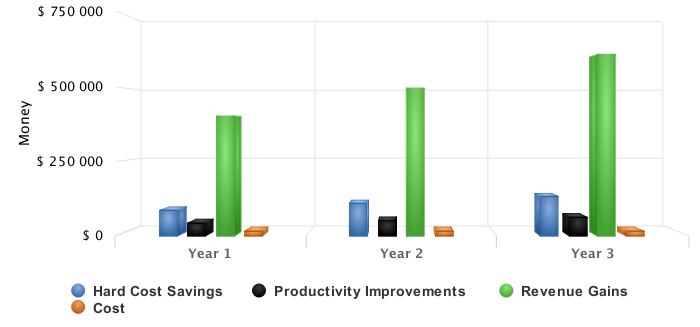 $ 750 000
$ 500 000
$ 250 000
$ 0
Money
Year 1
Year 2
Year 3
Hard Cost Savings
Productivity Improvements
Revenue Gains
Cost